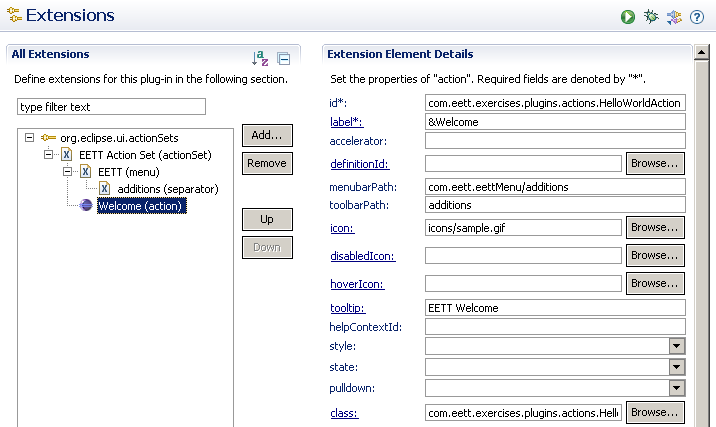 Extensions
All Extensions
Define extensions for this plug-in in the following section.
type filter text
org.eclipse.ui.actionSets
EETT Action Set (actionSet)
EETT (menu)
additions (separator)
Welcome (action)
Add...
Remove
Up
Down
Extension Element Details
Set the properties of "action". Required fields are denoted by "*".
id*: com.eett.exercises.plugins.actions.HelloWorldAction
label*: &Welcome
accelerator:
definitionId: Browse...
menubarPath: com.eett.eettMenu/additions
toolbarPath: additions
icon: icons/sample.gif Browse...
disabledIcon: Browse...
hoverIcon: Browse...
tooltip: EETT Welcome
helpContextId:
style:
state:
pulldown:
class: com.eett.exercises.plugins.actions.Hell Browse...